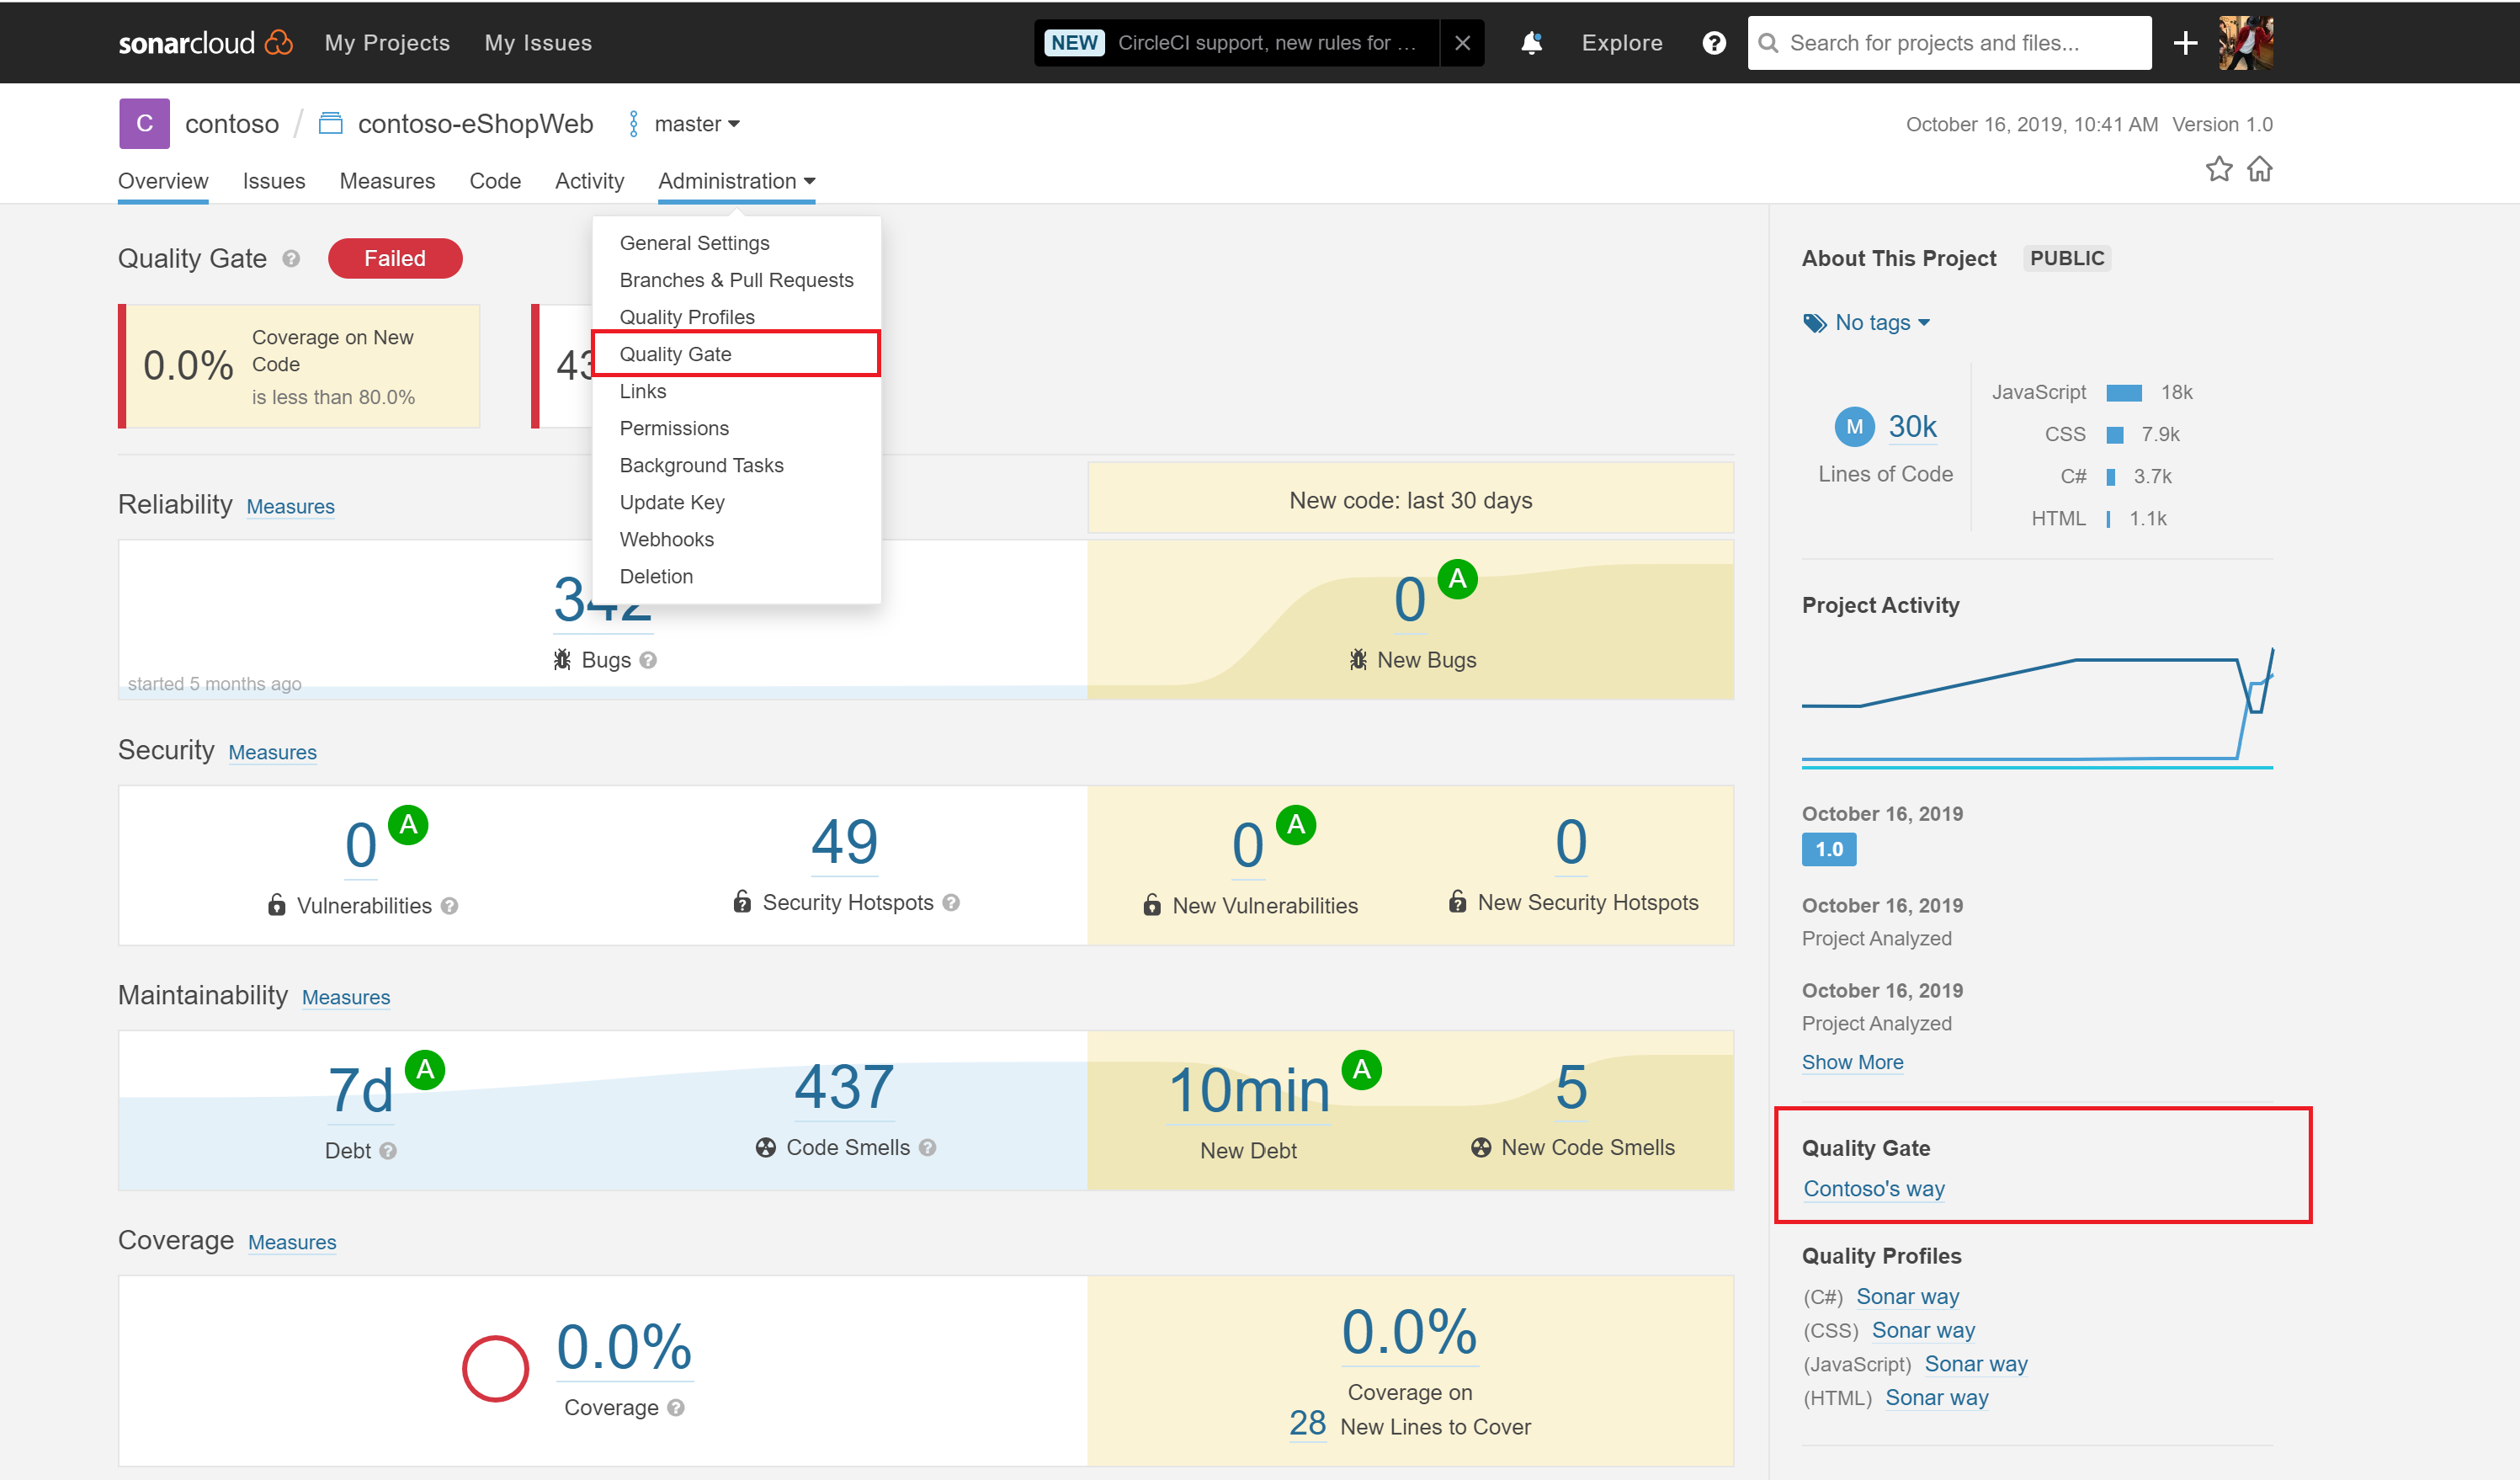 sonarcloud My Projects My Issues NEW CircleCI support, new rules for ... Explore ? Search for projects and files...
C contoso / contoso-eShopWeb master October 16, 2019, 10:41 AM Version 1.0
Overview Issues Measures Code Activity Administration
General Settings
Branches & Pull Requests
Quality Profiles
Quality Gate
Links
Permissions
Background Tasks
Update Key
Webhooks
Deletion
Quality Gate ? Failed
0.0% Coverage on New
Code
is less than 80.0%
Reliability Measures
New code: last 30 days
342
Bugs ?
started 5 months ago
0 A
New Bugs
Security Measures
0 A
Vulnerabilities ?
49
Security Hotspots ?
0 A
New Vulnerabilities
0
New Security Hotspots
Maintainability Measures
7d A
Debt ?
437
Code Smells ?
10min A
New Debt
5
New Code Smells
Coverage Measures
0.0%
Coverage ?
0.0%
Coverage on
28 New Lines to Cover
About This Project PUBLIC
No tags
M 30k
Lines of Code
JavaScript 18k
CSS 7.9k
C# 3.7k
HTML 1.1k
Project Activity
October 16, 2019
1.0
October 16, 2019
Project Analyzed
October 16, 2019
Project Analyzed
Show More
Quality Gate
Contoso's way
Quality Profiles
(C#) Sonar way
(CSS) Sonar way
(JavaScript) Sonar way
(HTML) Sonar way